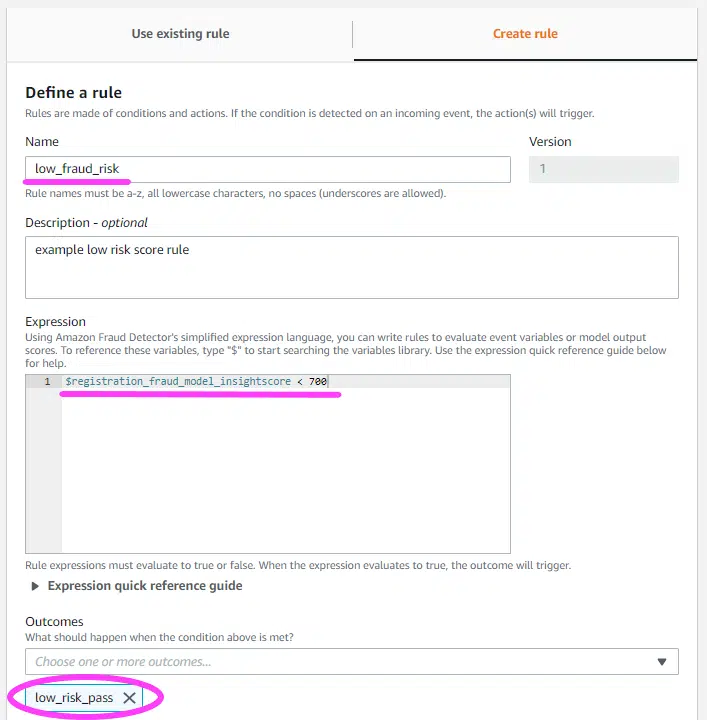 Use existing rule
Create rule
Define a rule
Rules are made of conditions and actions. If the condition is detected on an incoming event, the action(s) will trigger.
Name
Version
low_fraud_risk
1
Rule names must be a-z, all lowercase characters, no spaces (underscores are allowed).
Description - optional
example low risk score rule
Expression
Using Amazon Fraud Detector's simplified expression language, you can write rules to evaluate event variables or model output
scores. To reference these variables, type "$" to start searching the variables library. Use the expression quick reference guide below
for help.
1 $registration_fraud_model_insightscore < 700
Rule expressions must evaluate to true or false. When the expression evaluates to true, the outcome will trigger.
Expression quick reference guide
Outcomes
What should happen when the condition above is met?
Choose one or more outcomes...
low_risk_pass